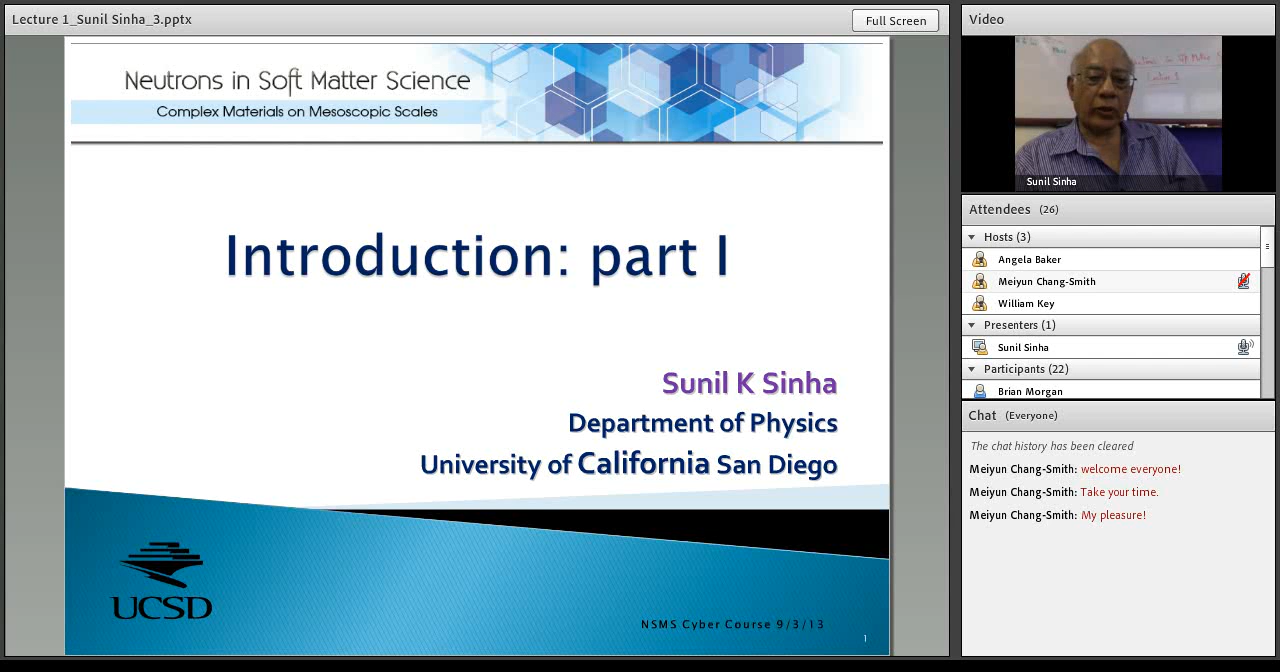 Lecture 1_Sunil Sinha_3.pptx
Full Screen
Neutrons in Soft Matter Science
Complex Materials on Mesoscopic Scales
Introduction: part I
Sunil K Sinha
Department of Physics
University of California San Diego
UCSD
NSMS Cyber Course 9/3/13
1
Video
Lecture 1
Sunil Sinha
Attendees (26)
Hosts (3)
Angela Baker
Meiyun Chang-Smith
William Key
Presenters (1)
Sunil Sinha
Participants (22)
Brian Morgan
Chat (Everyone)
The chat history has been cleared
Meiyun Chang-Smith: welcome everyone!
Meiyun Chang-Smith: Take your time.
Meiyun Chang-Smith: My pleasure!